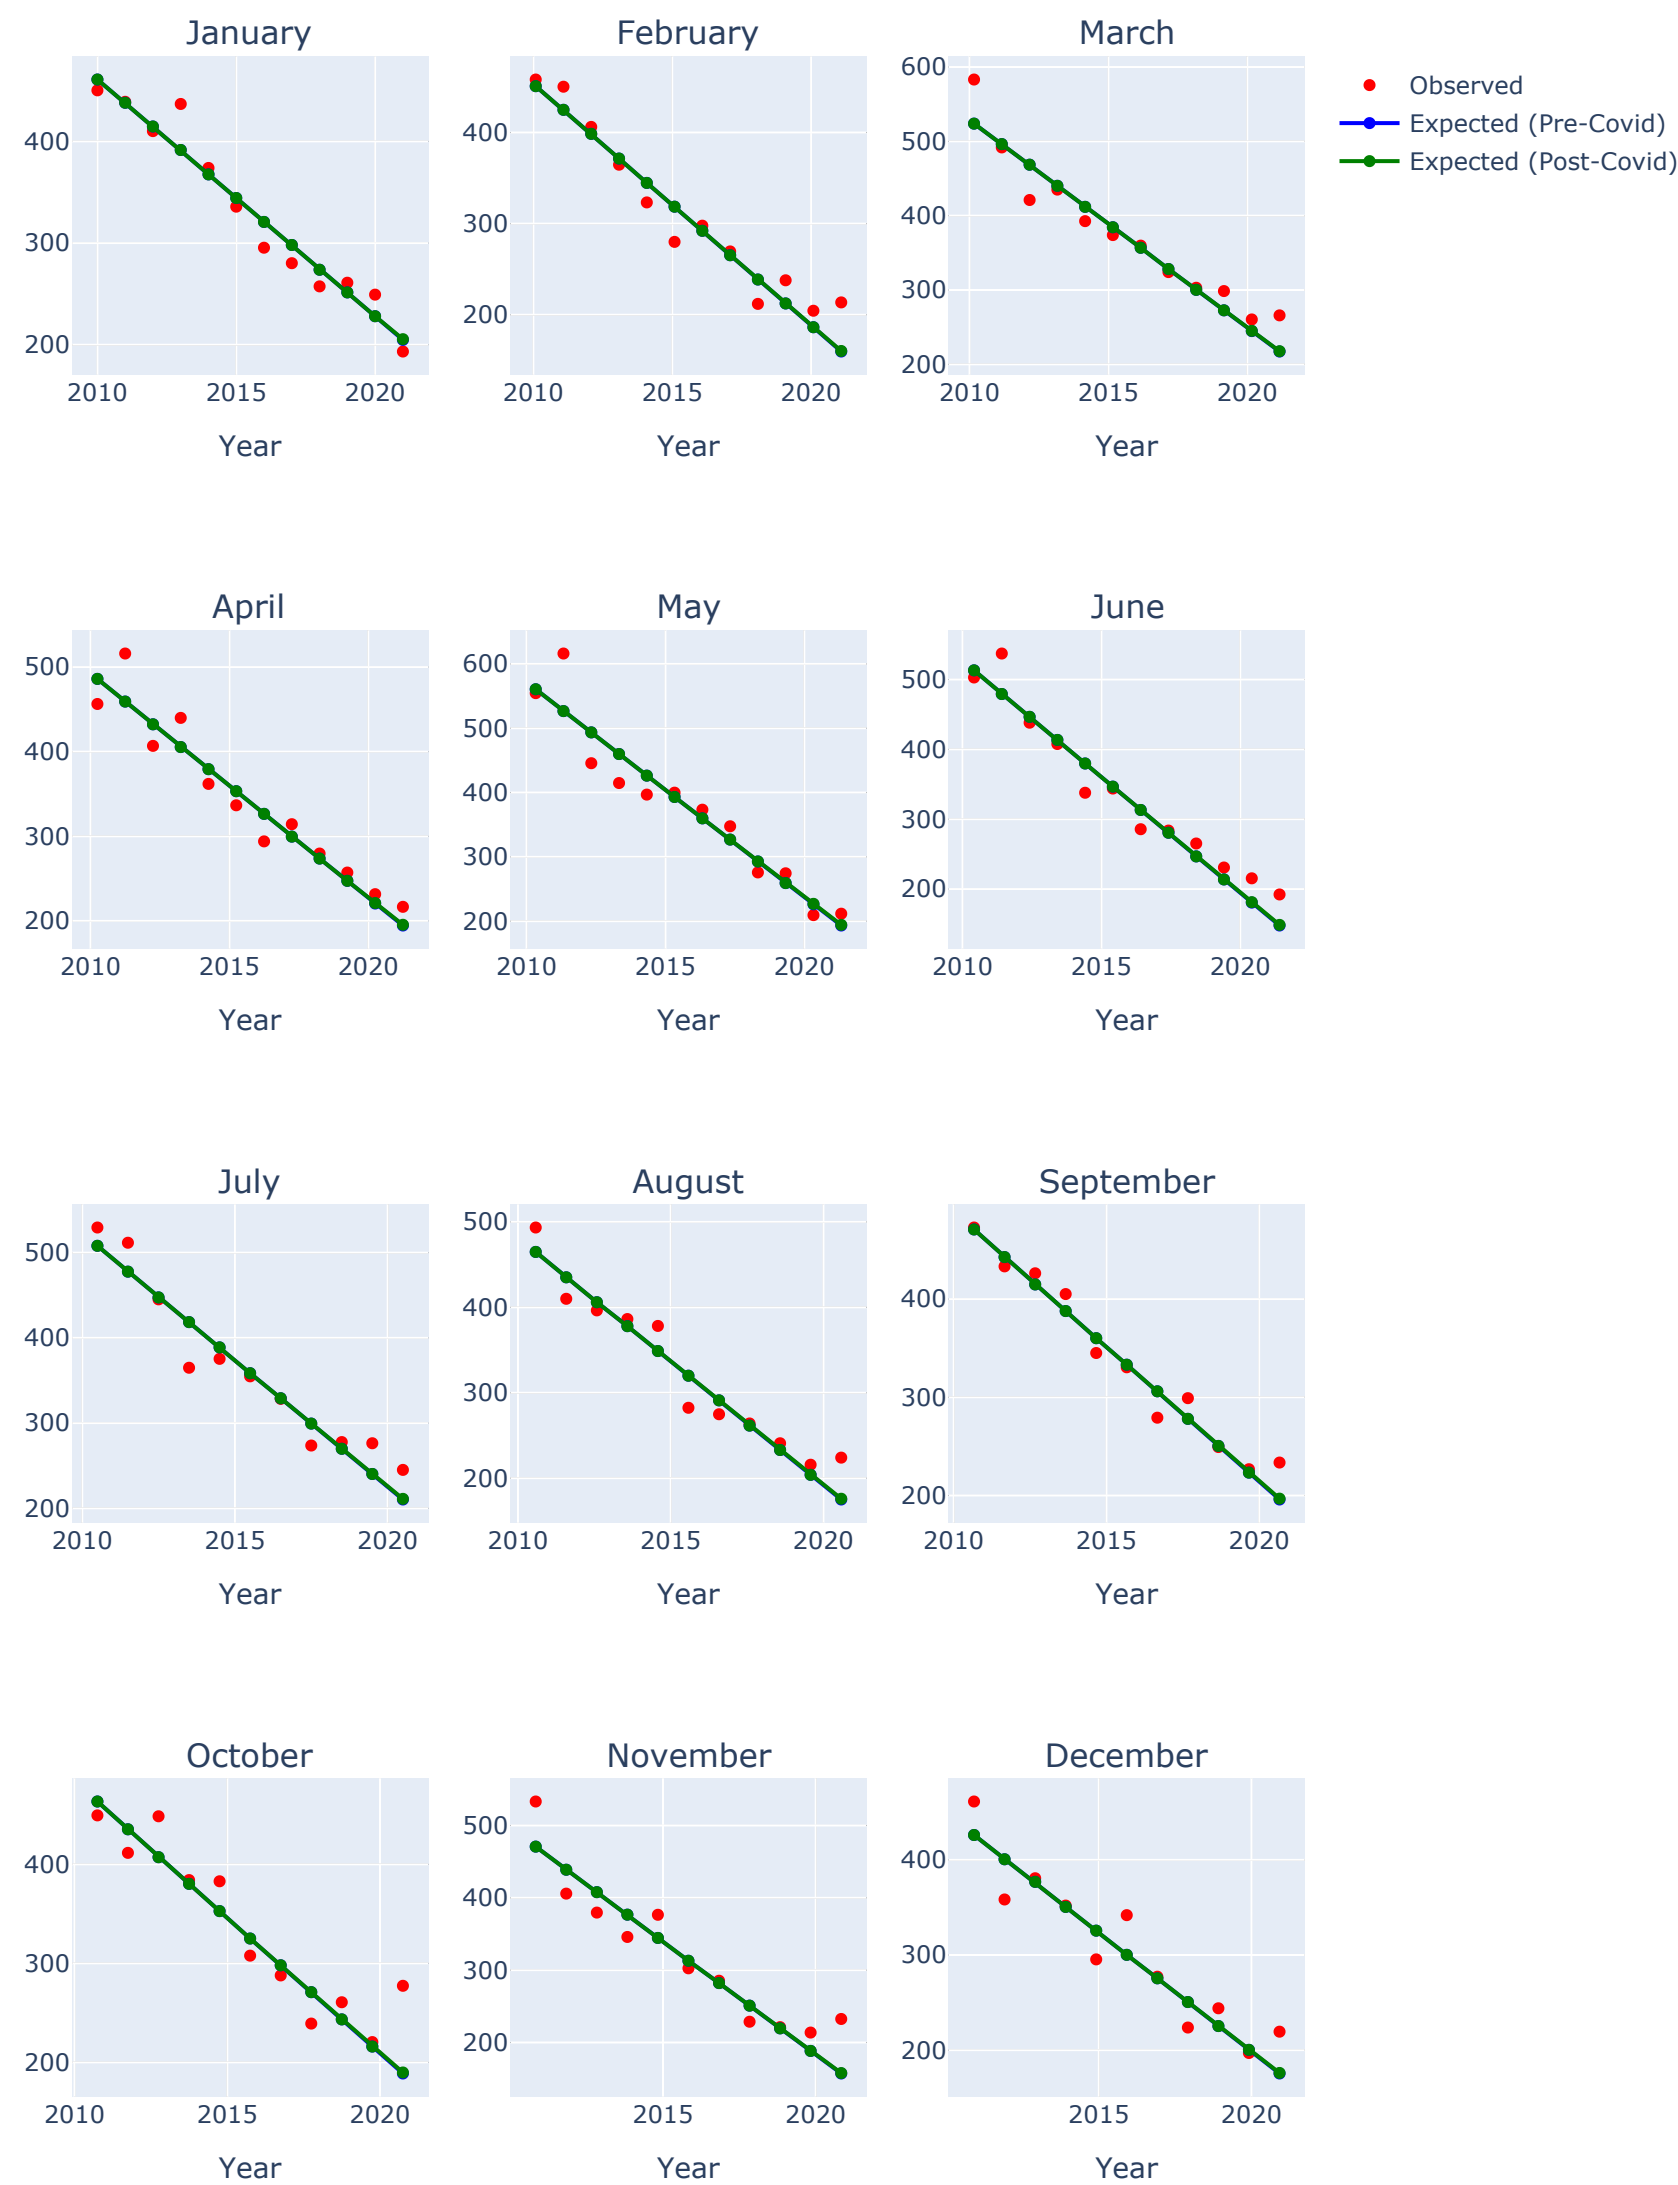 January
February
March
400
300
200
400
300
200
600
500
400
300
200
2010
2015
2020
2010
2015
2020
2010
2015
2020
Year
Year
Year
Observed
Expected (Pre-Covid)
Expected (Post-Covid)
April
May
June
500
400
300
200
600
500
400
300
200
500
400
300
200
2010
2015
2020
2010
2015
2020
2010
2015
2020
Year
Year
Year
July
August
September
500
400
300
200
500
400
300
200
400
300
200
2010
2015
2020
2010
2015
2020
2010
2015
2020
Year
Year
Year
October
November
December
400
300
200
500
400
300
200
400
300
200
2010
2015
2020
2015
2020
2015
2020
Year
Year
Year